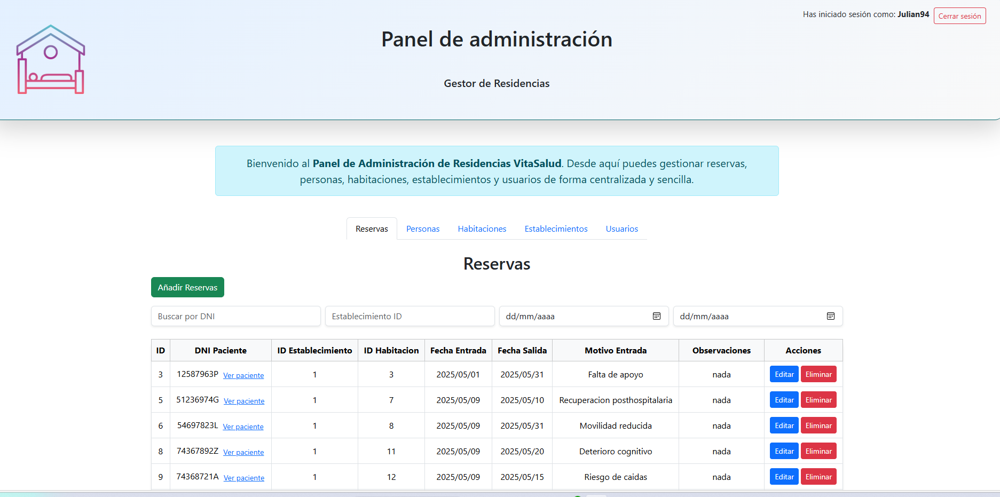 Has iniciado sesión como: Julian94 Cerrar sesión
Panel de administración
Gestor de Residencias
Bienvenido al Panel de Administración de Residencias VitaSalud. Desde aquí puedes gestionar reservas,
personas, habitaciones, establecimientos y usuarios de forma centralizada y sencilla.
Reservas Personas Habitaciones Establecimientos Usuarios
Reservas
Añadir Reservas
Buscar por DNI Establecimiento ID dd/mm/aaaa dd/mm/aaaa
ID DNI Paciente ID Establecimiento ID Habitacion Fecha Entrada Fecha Salida Motivo Entrada Observaciones Acciones
3 12587963P Ver paciente 1 3 2025/05/01 2025/05/31 Falta de apoyo nada Editar Eliminar
5 51236974G Ver paciente 1 7 2025/05/09 2025/05/10 Recuperacion posthospitalaria nada Editar Eliminar
6 54697823L Ver paciente 1 8 2025/05/09 2025/05/31 Movilidad reducida nada Editar Eliminar
8 74367892Z Ver paciente 1 11 2025/05/09 2025/05/20 Deterioro cognitivo nada Editar Eliminar
9 74368721A Ver paciente 1 12 2025/05/09 2025/05/15 Riesgo de caidas nada Editar Eliminar